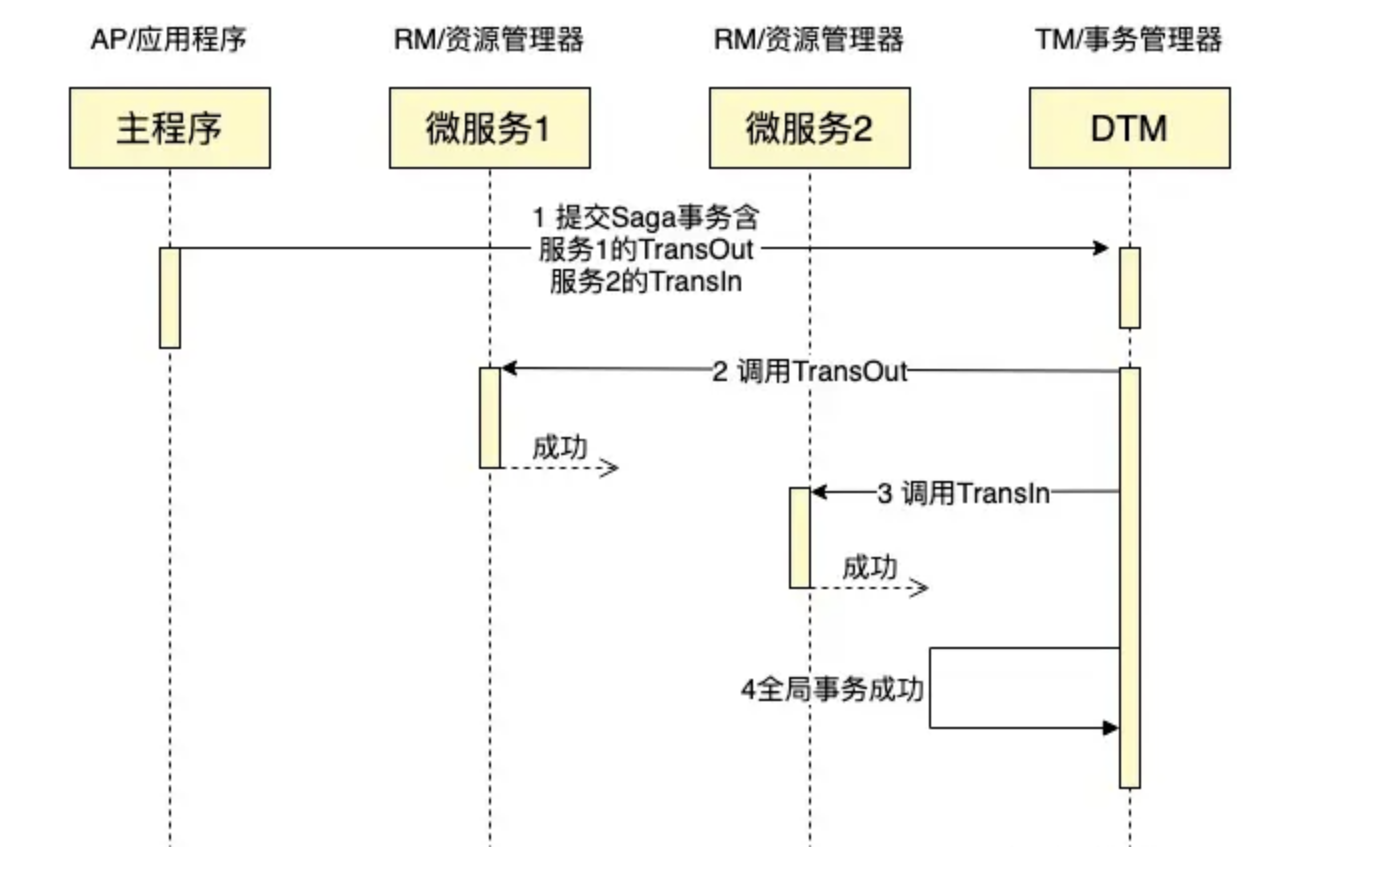 AP/应用程序
RM/资源管理器
RM/资源管理器
TM/事务管理器
主程序
微服务1
微服务2
DTM
1 提交Saga事务含
服务1的TransOut
服务2的TransIn
2 调用TransOut
成功
3 调用TransIn
成功
4全局事务成功